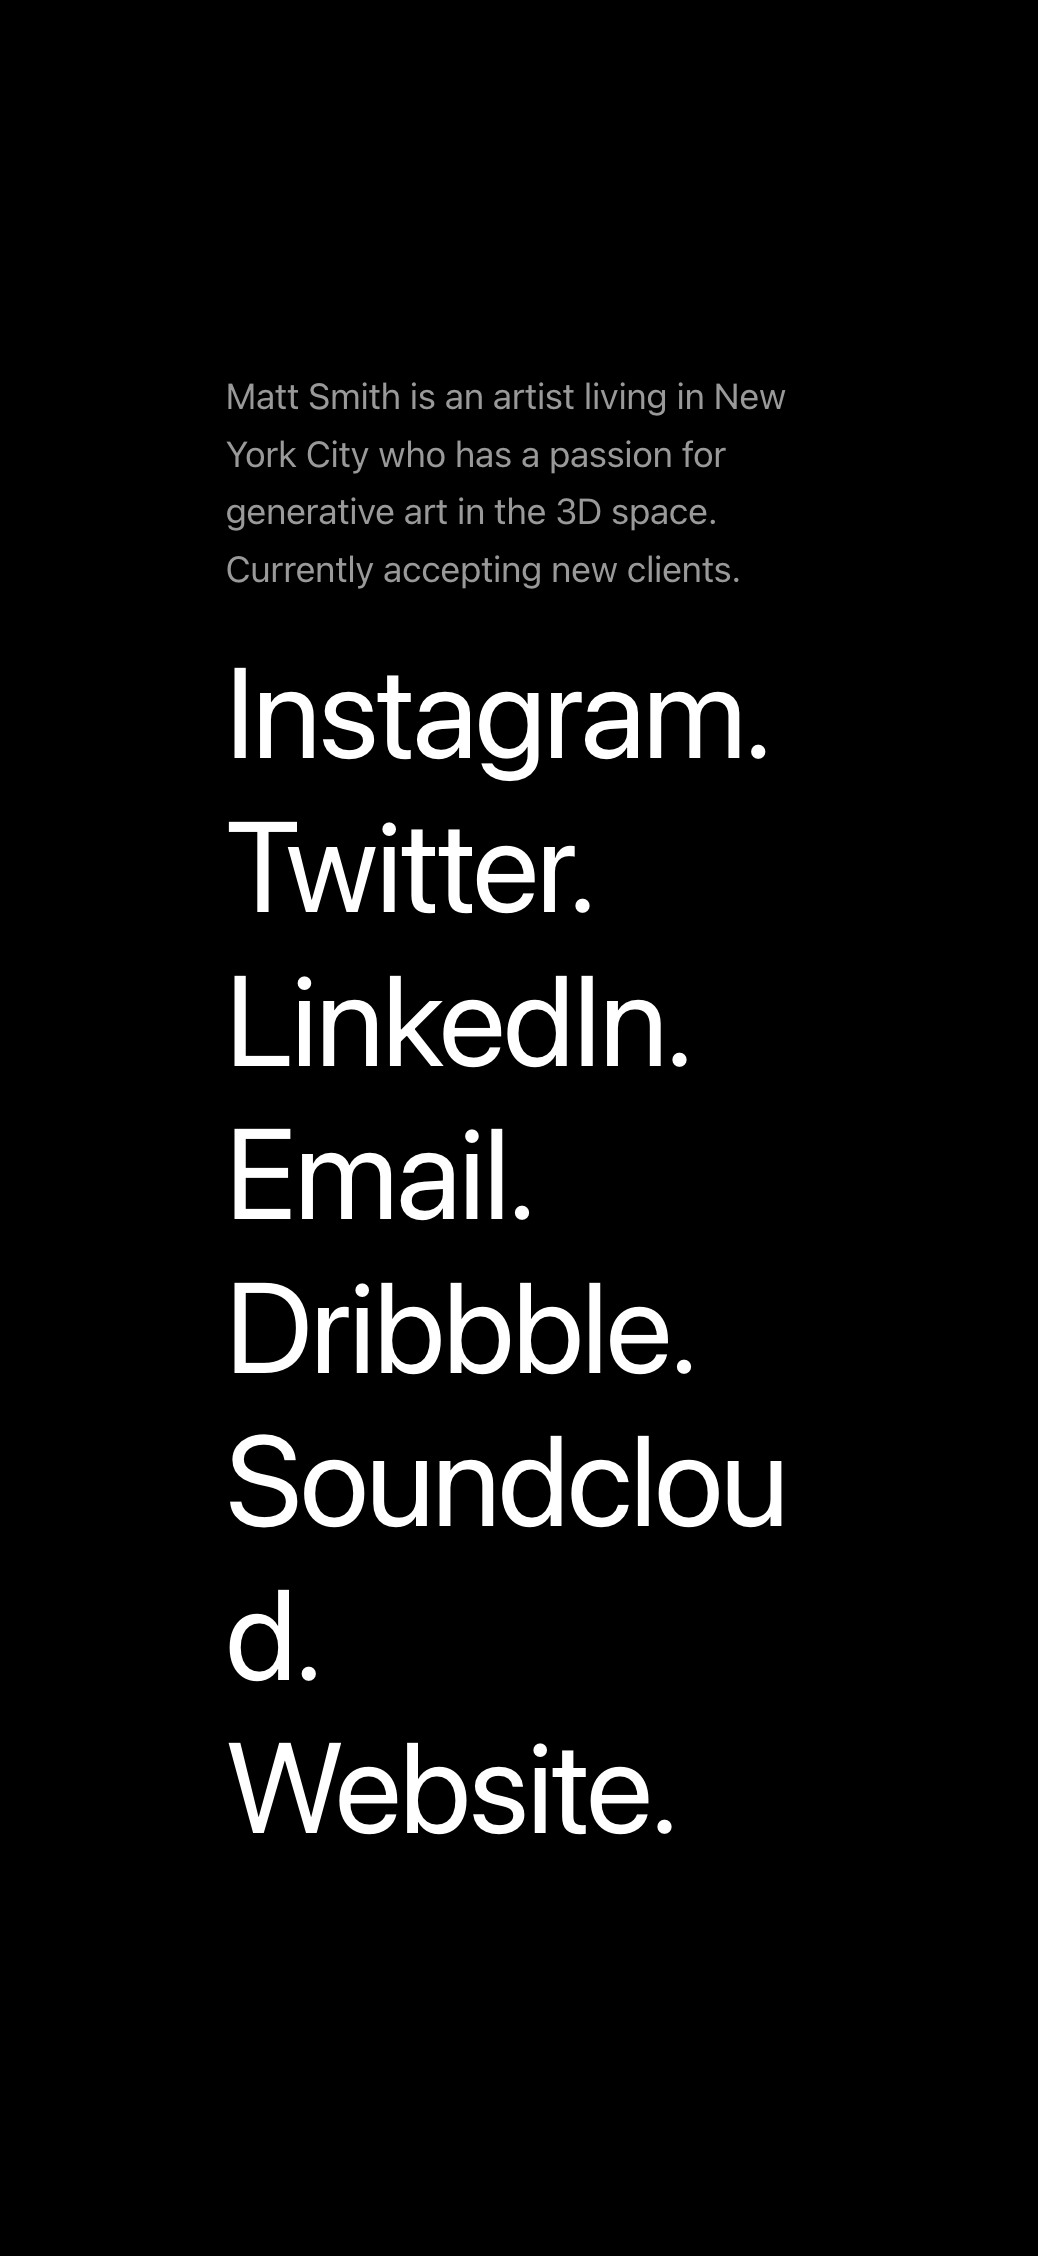 Matt Smith is an artist living in New
York City who has a passion for
generative art in the 3D space.
Currently accepting new clients.
Instagram.
Twitter.
LinkedIn.
Email.
Dribbble.
Soundclou
d.
Website.